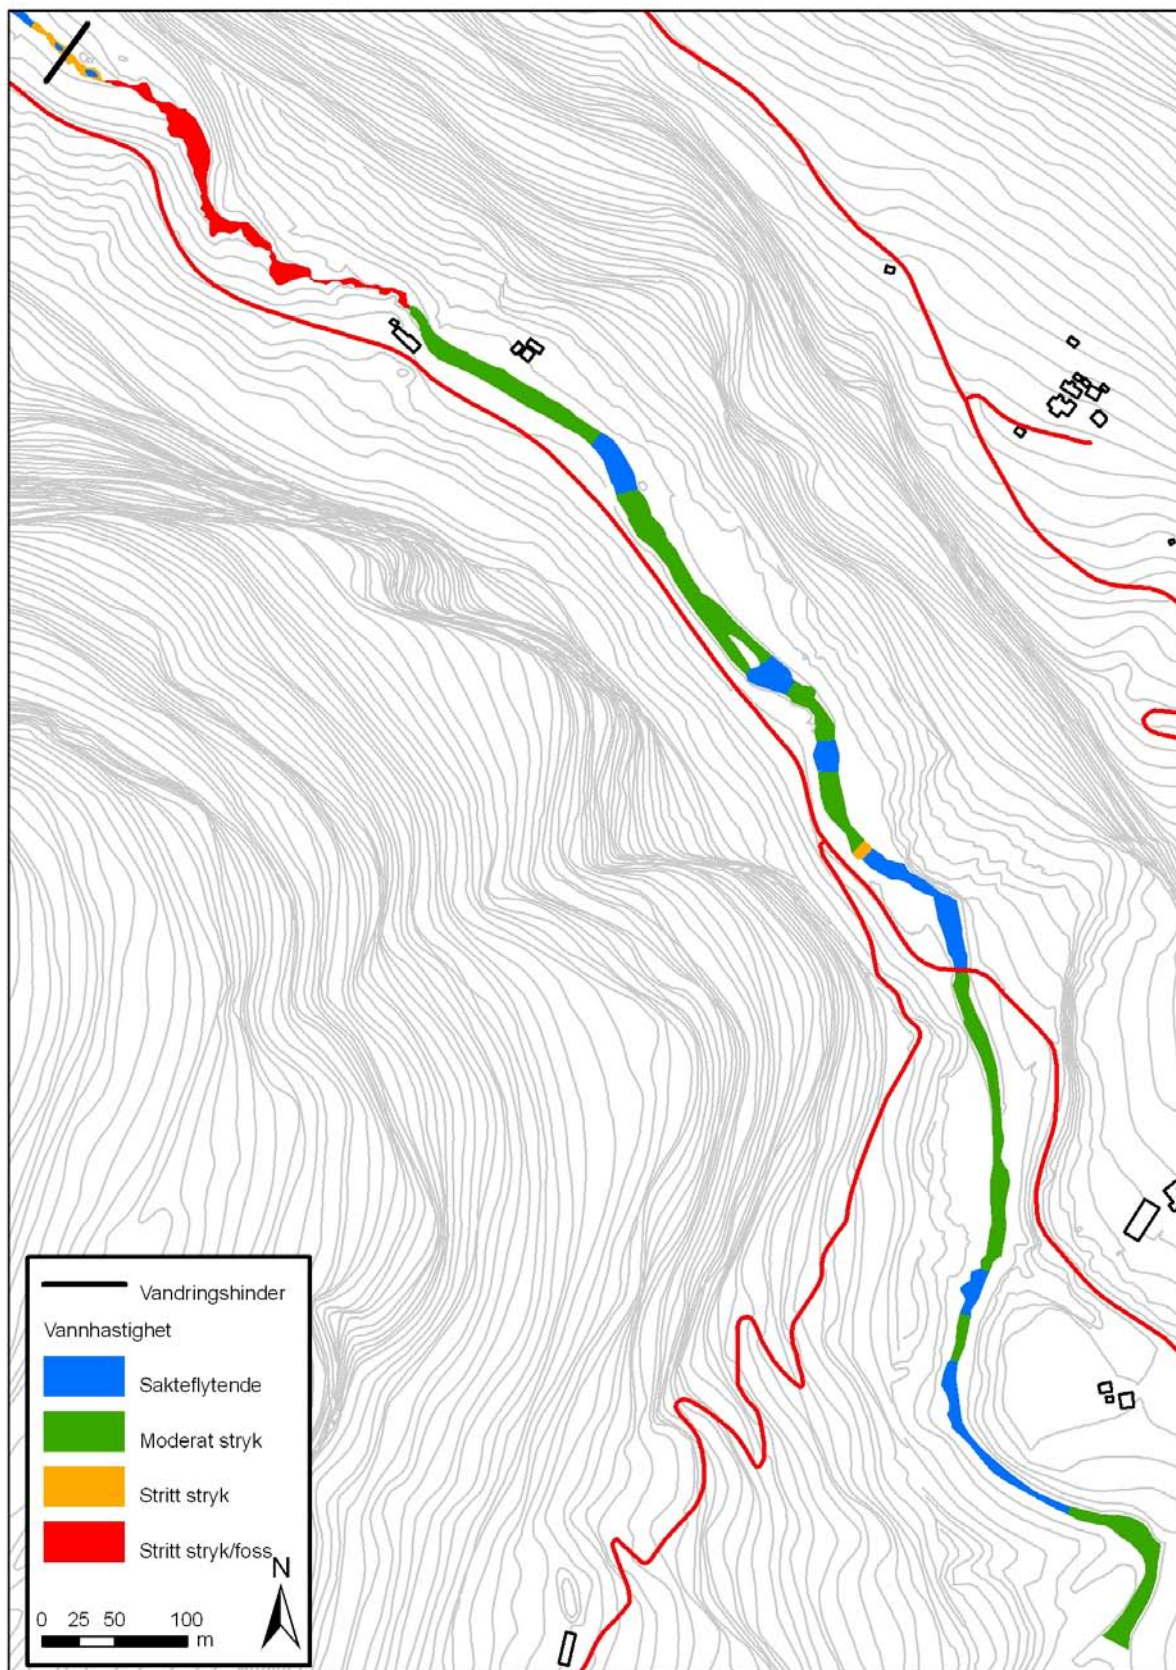 Vandringshinder
Vannhastighet
Sakteflytende
Moderat stryk
Stritt stryk
Stritt stryk/foss
N
0 25 50 100
m